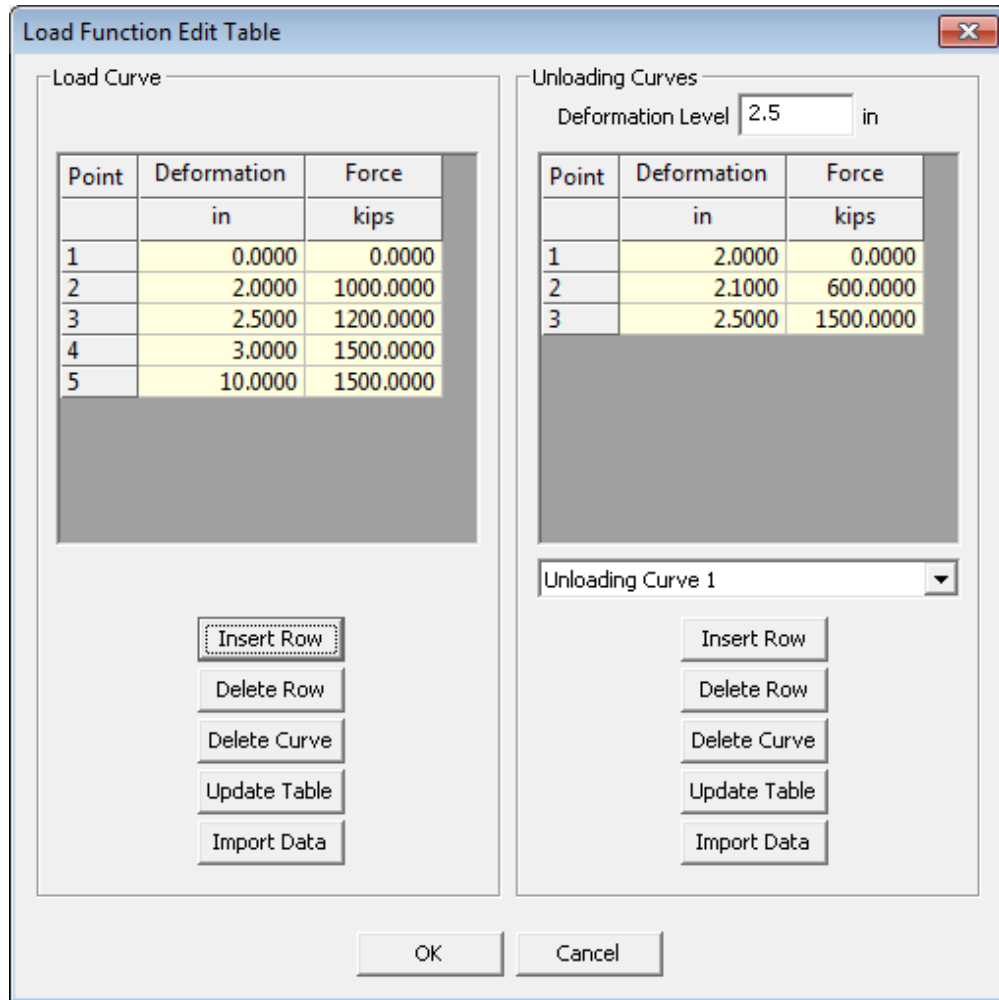 Load Function Edit Table
Load Curve
Point Deformation Force
in kips
1 0.0000 0.0000
2 2.0000 1000.0000
3 2.5000 1200.0000
4 3.0000 1500.0000
5 10.0000 1500.0000
Insert Row
Delete Row
Delete Curve
Update Table
Import Data
Unloading Curves
Deformation Level 2.5 in
Point Deformation Force
in kips
1 2.0000 0.0000
2 2.1000 600.0000
3 2.5000 1500.0000
Unloading Curve 1
Insert Row
Delete Row
Delete Curve
Update Table
Import Data
OK Cancel